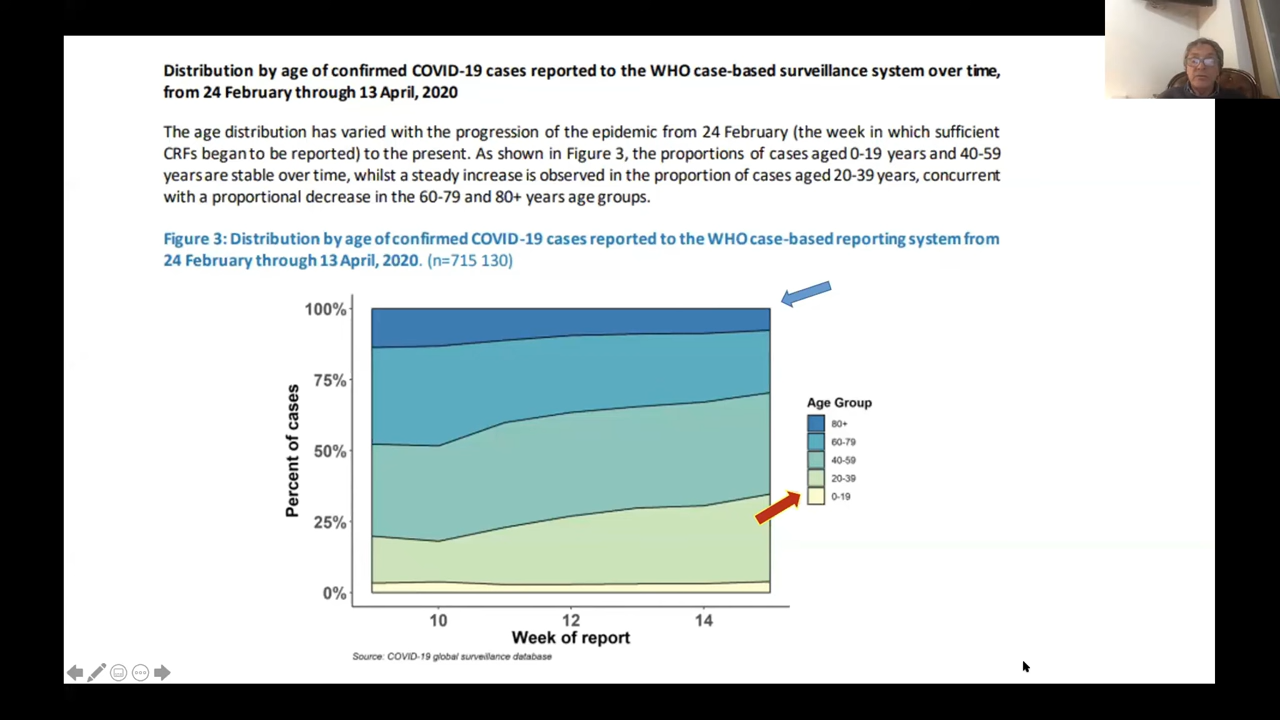 Distribution by age of confirmed COVID-19 cases reported to the WHO case-based surveillance system over time,
from 24 February through 13 April, 2020
The age distribution has varied with the progression of the epidemic from 24 February (the week in which sufficient
CRFs began to be reported) to the present. As shown in Figure 3, the proportions of cases aged 0-19 years and 40-59
years are stable over time, whilst a steady increase is observed in the proportion of cases aged 20-39 years, concurrent
with a proportional decrease in the 60-79 and 80+ years age groups.
Figure 3: Distribution by age of confirmed COVID-19 cases reported to the WHO case-based reporting system from
24 February through 13 April, 2020. (n=715 130)
100%
75%
50%
25%
0%
Percent of cases
10
12
14
Week of report
Age Group
80+
60-79
40-59
20-39
0-19
Source: COVID-19 global surveillance database